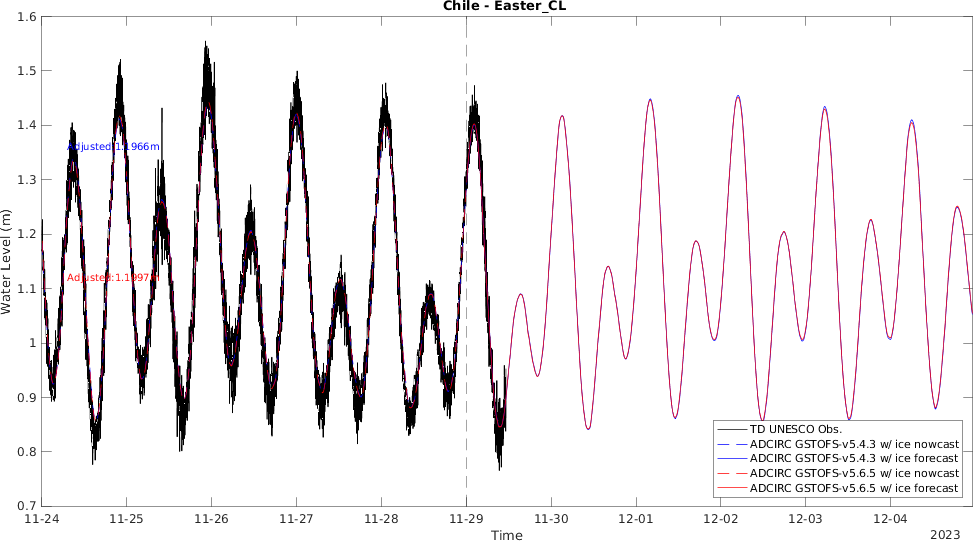 Chile - Easter_CL
1.6
1.5
1.4
1.3
1.2
1.1
1
0.9
0.8
0.7
Water Level (m)
Adjusted:1.1966m
Adjusted:1.1997m
TD UNESCO Obs.
ADCIRC GSTOFS-v5.4.3 w/ ice nowcast
ADCIRC GSTOFS-v5.4.3 w/ ice forecast
ADCIRC GSTOFS-v5.6.5 w/ ice nowcast
ADCIRC GSTOFS-v5.6.5 w/ ice forecast
11-24 11-25 11-26 11-27 11-28 11-29 11-30 12-01 12-02 12-03 12-04
Time
2023